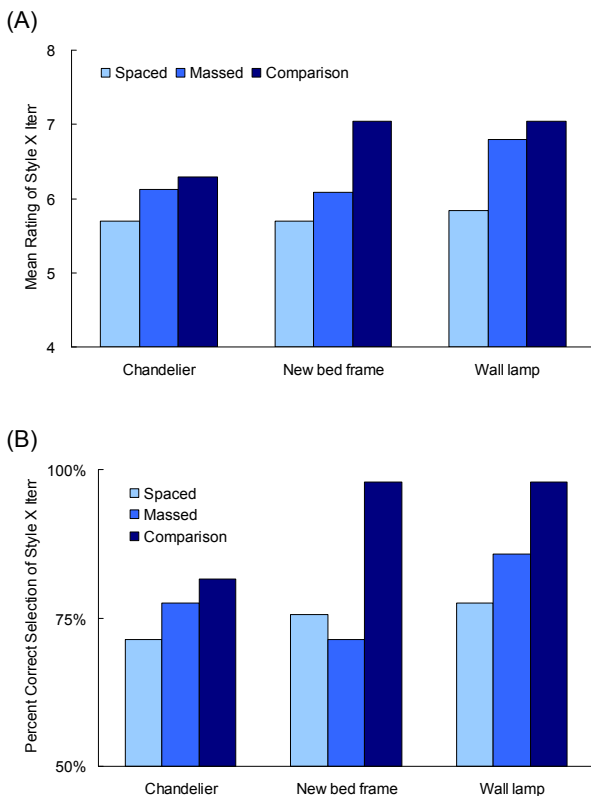 (A)
8
Spaced Massed Comparison
7
6
5
4
Mean Rating of Style X Item
Chandelier New bed frame Wall lamp
(B)
100%
Spaced
Massed
Comparison
75%
50%
Percent Correct Selection of Style X Item
Chandelier New bed frame Wall lamp